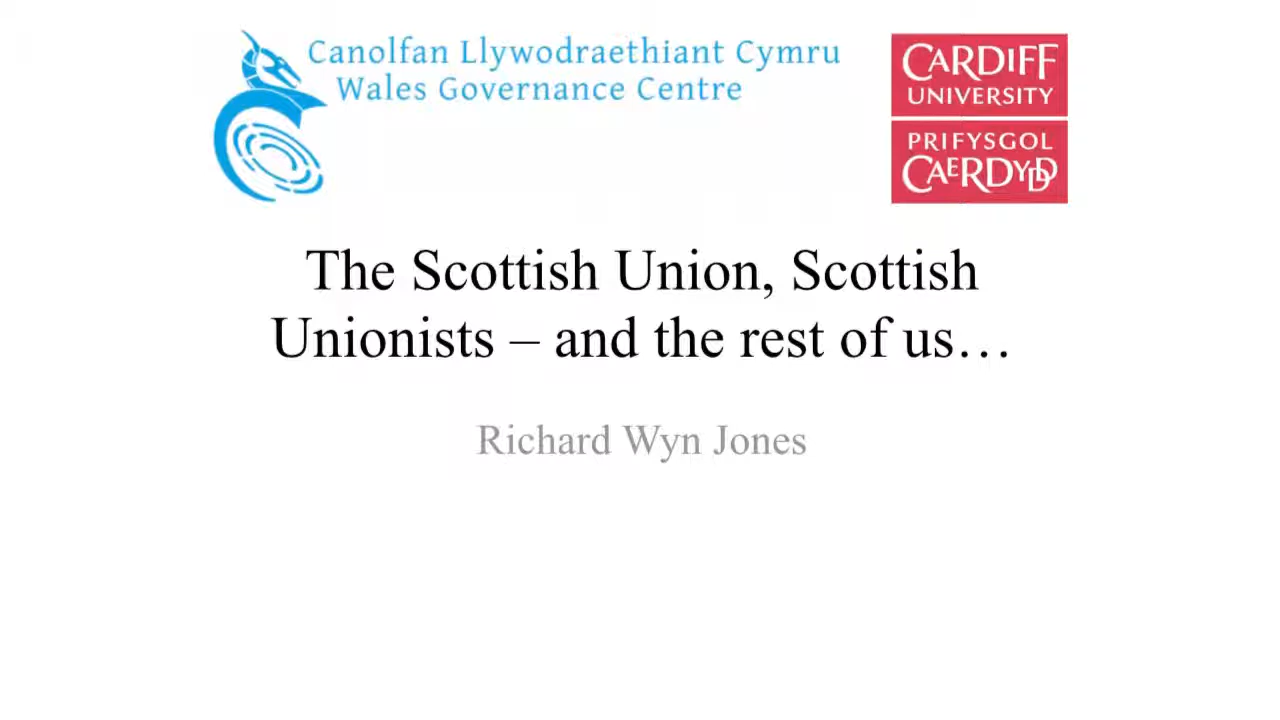 Canolfan Llywodraethiant Cymru
Wales Governance Centre
CARDIFF
UNIVERSITY
PRIFYSGOL
CAERDYDD
The Scottish Union, Scottish
Unionists – and the rest of us…
Richard Wyn Jones